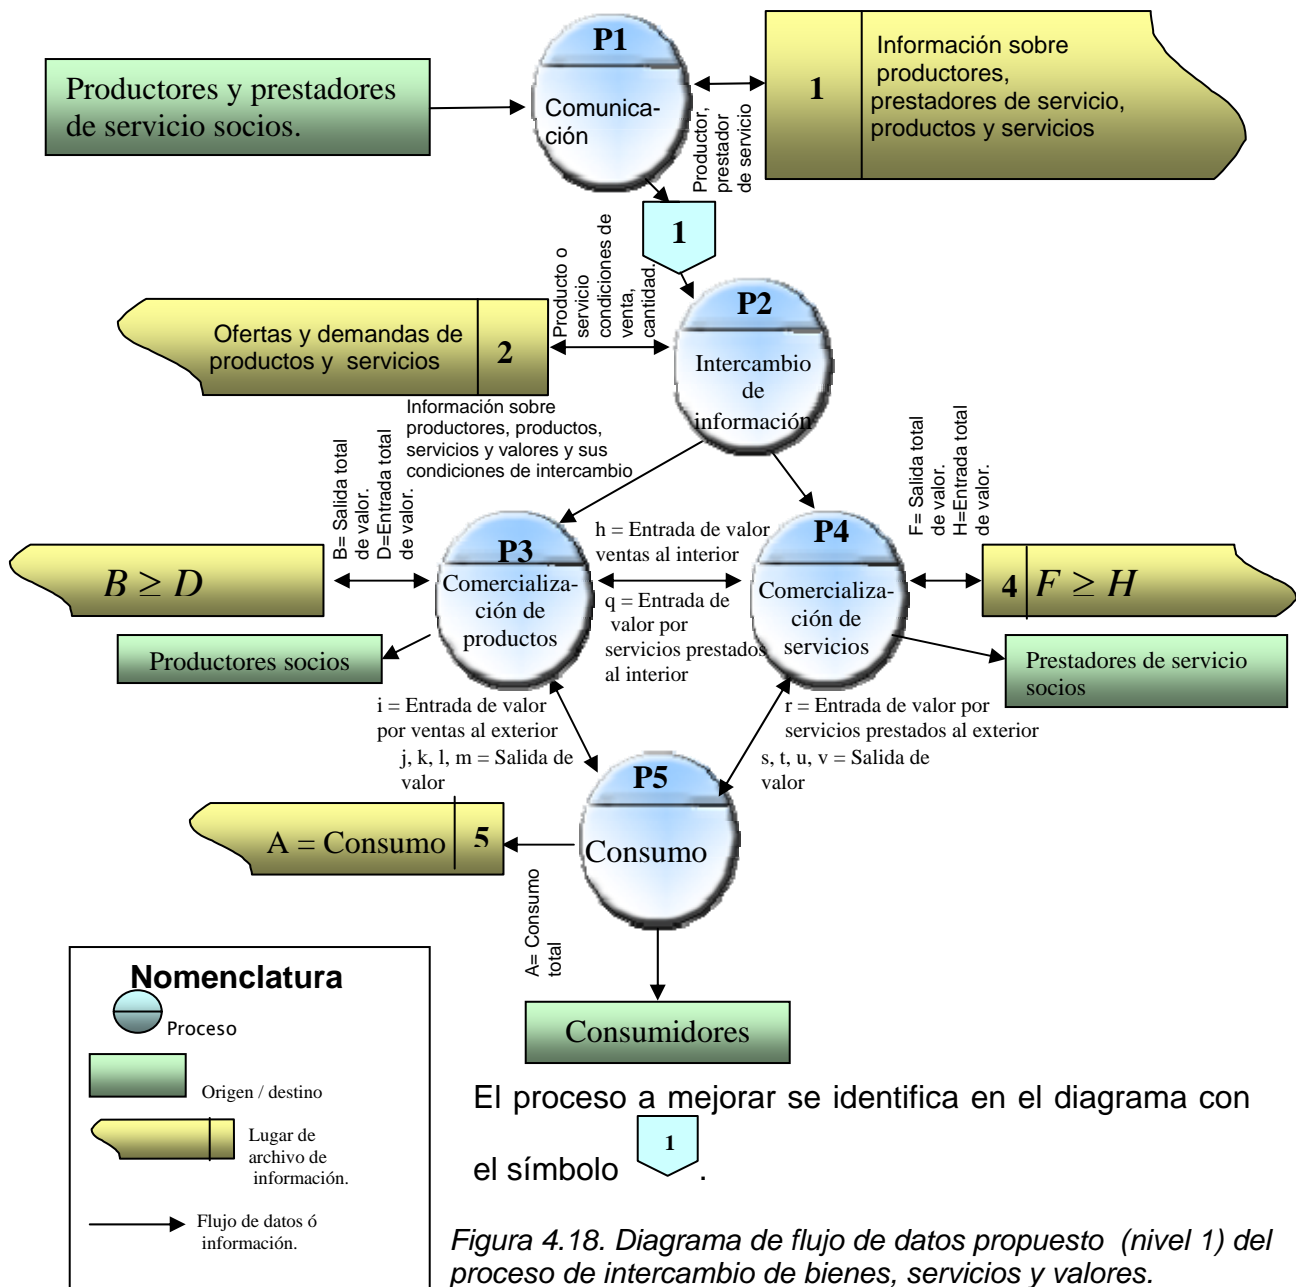 P1
Comunica-
ción
Productores y prestadores
de servicio socios.
1
Información sobre
productores,
prestadores de servicio,
productos y servicios
Productor,
prestador
de servicio
1
Producto o
servicio
condiciones de
venta,
cantidad.
P2
Intercambio
de
información
Ofertas y demandas de
productos y servicios
2
Información sobre
productores, productos,
servicios y valores y sus
condiciones de intercambio
B= Salida total
de valor.
D=Entrada total
de valor.
F= Salida total
de valor.
H=Entrada total
de valor.
B ≥ D
P3
Comercializa-
ción de
productos
h = Entrada de valor
ventas al interior
q = Entrada de
valor por
servicios prestados
al interior
P4
Comercializa-
ción de
servicios
4
F ≥ H
Productores socios
Prestadores de servicio
socios
i = Entrada de valor
por ventas al exterior
j, k, l, m = Salida de
valor
r = Entrada de valor por
servicios prestados al exterior
s, t, u, v = Salida de
valor
P5
Consumo
A = Consumo
5
A= Consumo
total
Consumidores
Nomenclatura
Proceso
Origen / destino
Lugar de
archivo de
información.
Flujo de datos ó
información.
El proceso a mejorar se identifica en el diagrama con
el símbolo 1 .
Figura 4.18. Diagrama de flujo de datos propuesto (nivel 1) del
proceso de intercambio de bienes, servicios y valores.